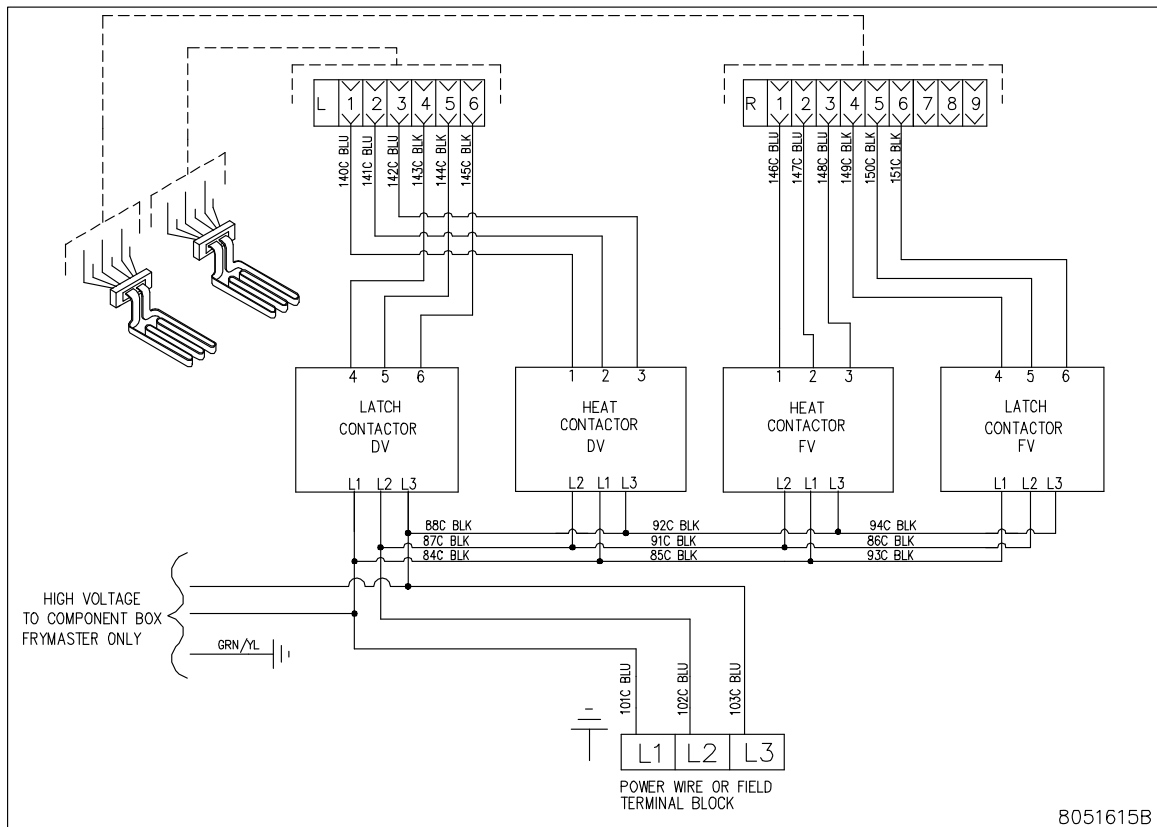 L 1 2 3 4 5 6
R 1 2 3 4 5 6 7 8 9
140C BLU
141C BLU
142C BLU
143C BLK
144C BLK
145C BLK
146C BLU
147C BLU
148C BLU
149C BLK
150C BLK
151C BLK
4 5 6
LATCH
CONTACTOR
DV
L1 L2 L3
1 2 3
HEAT
CONTACTOR
DV
L2 L1 L3
1 2 3
HEAT
CONTACTOR
FV
L2 L1 L3
4 5 6
LATCH
CONTACTOR
FV
L1 L2 L3
88C BLK 92C BLK 94C BLK
87C BLK 91C BLK 86C BLK
84C BLK 85C BLK 93C BLK
HIGH VOLTAGE
TO COMPONENT BOX
FRYMASTER ONLY
GRN/YL
101C BLU
102C BLU
103C BLU
L1 L2 L3
POWER WIRE OR FIELD
TERMINAL BLOCK
8051615B